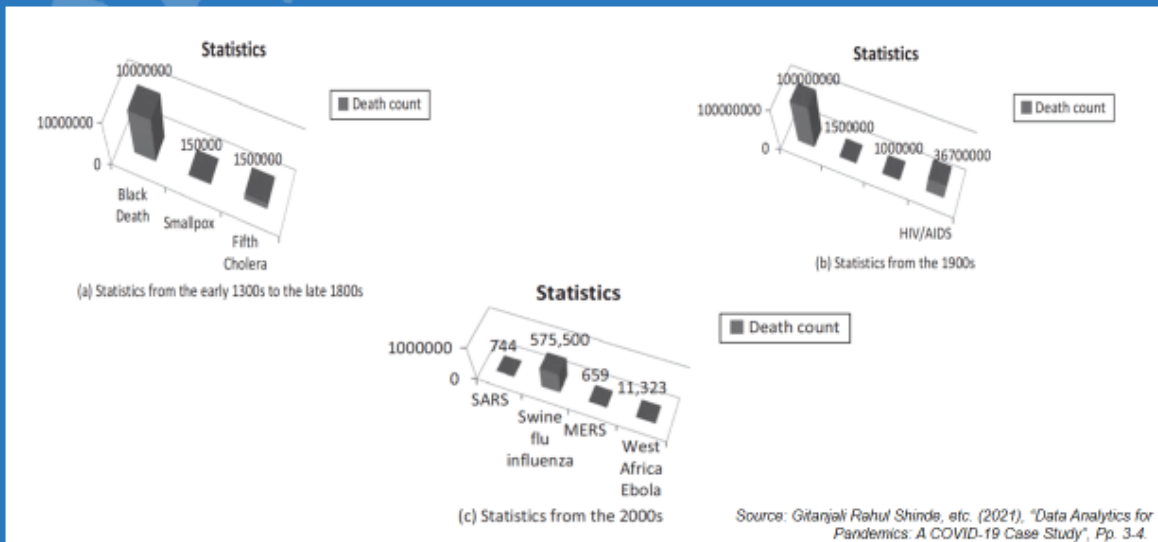 Statistics
10000000
10000000
0
150000
1500000
Death count
Black
Death
Smallpox
Fifth
Cholera
(a) Statistics from the early 1300s to the late 1800s
Statistics
100000000
100000000
0
1500000
1000000
36700000
Death count
HIV/AIDS
(b) Statistics from the 1900s
Statistics
1000000
0
744
575,500
659
11,323
Death count
SARS
Swine
flu
influenza
MERS
West
Africa
Ebola
(c) Statistics from the 2000s
Source: Gitanjali Rahul Shinde, etc. (2021), "Data Analytics for
Pandemics: A COVID-19 Case Study", Pp. 3-4.